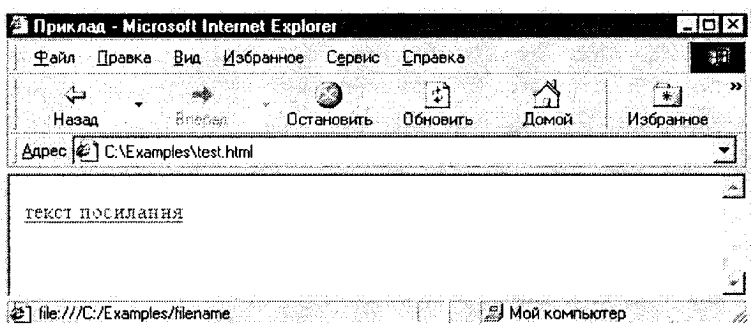 Приклад - Microsoft Internet Explorer
Файл Правка Вид Избранное Сервис Справка
Назад Вперед Остановить Обновить Домой Избранное »
Адрес C:\Examples\test.html
текст посилання
file:///C:/Examples/filename Мой компьютер